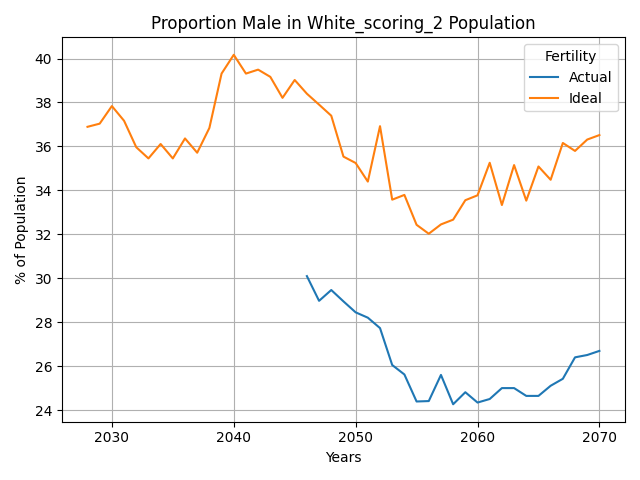 Proportion Male in White_scoring_2 Population
Fertility
Actual
Ideal
% of Population
40
38
36
34
32
30
28
26
24
2030
2040
2050
2060
2070
Years